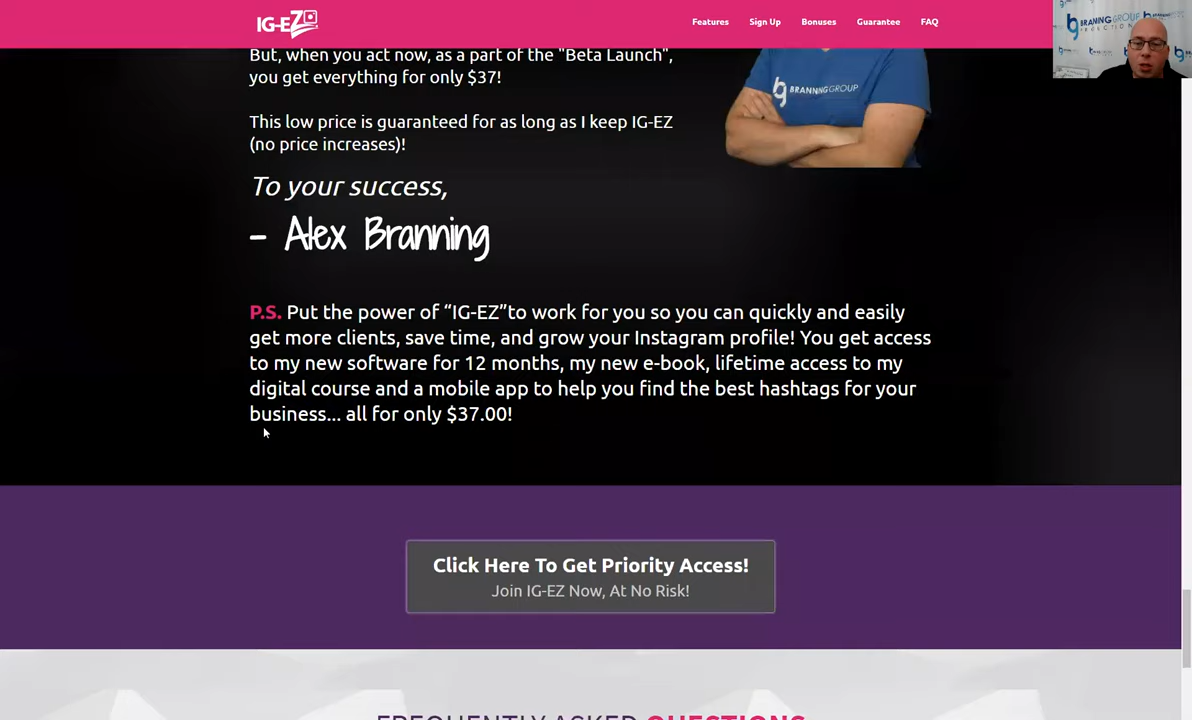 IG-EZ
Features Sign Up Bonuses Guarantee FAQ
BRANING GROUP
But, when you act now, as a part of the "Beta Launch",
you get everything for only $37!
BRANNINGGROUP
This low price is guaranteed for as long as I keep IG-EZ
(no price increases)!
To your success,
– Alex Branning
P.S. Put the power of “IG-EZ”to work for you so you can quickly and easily
get more clients, save time, and grow your Instagram profile! You get access
to my new software for 12 months, my new e-book, lifetime access to my
digital course and a mobile app to help you find the best hashtags for your
business... all for only $37.00!
Click Here To Get Priority Access!
Join IG-EZ Now, At No Risk!
FREQUENTLY ASKED QUESTIONS